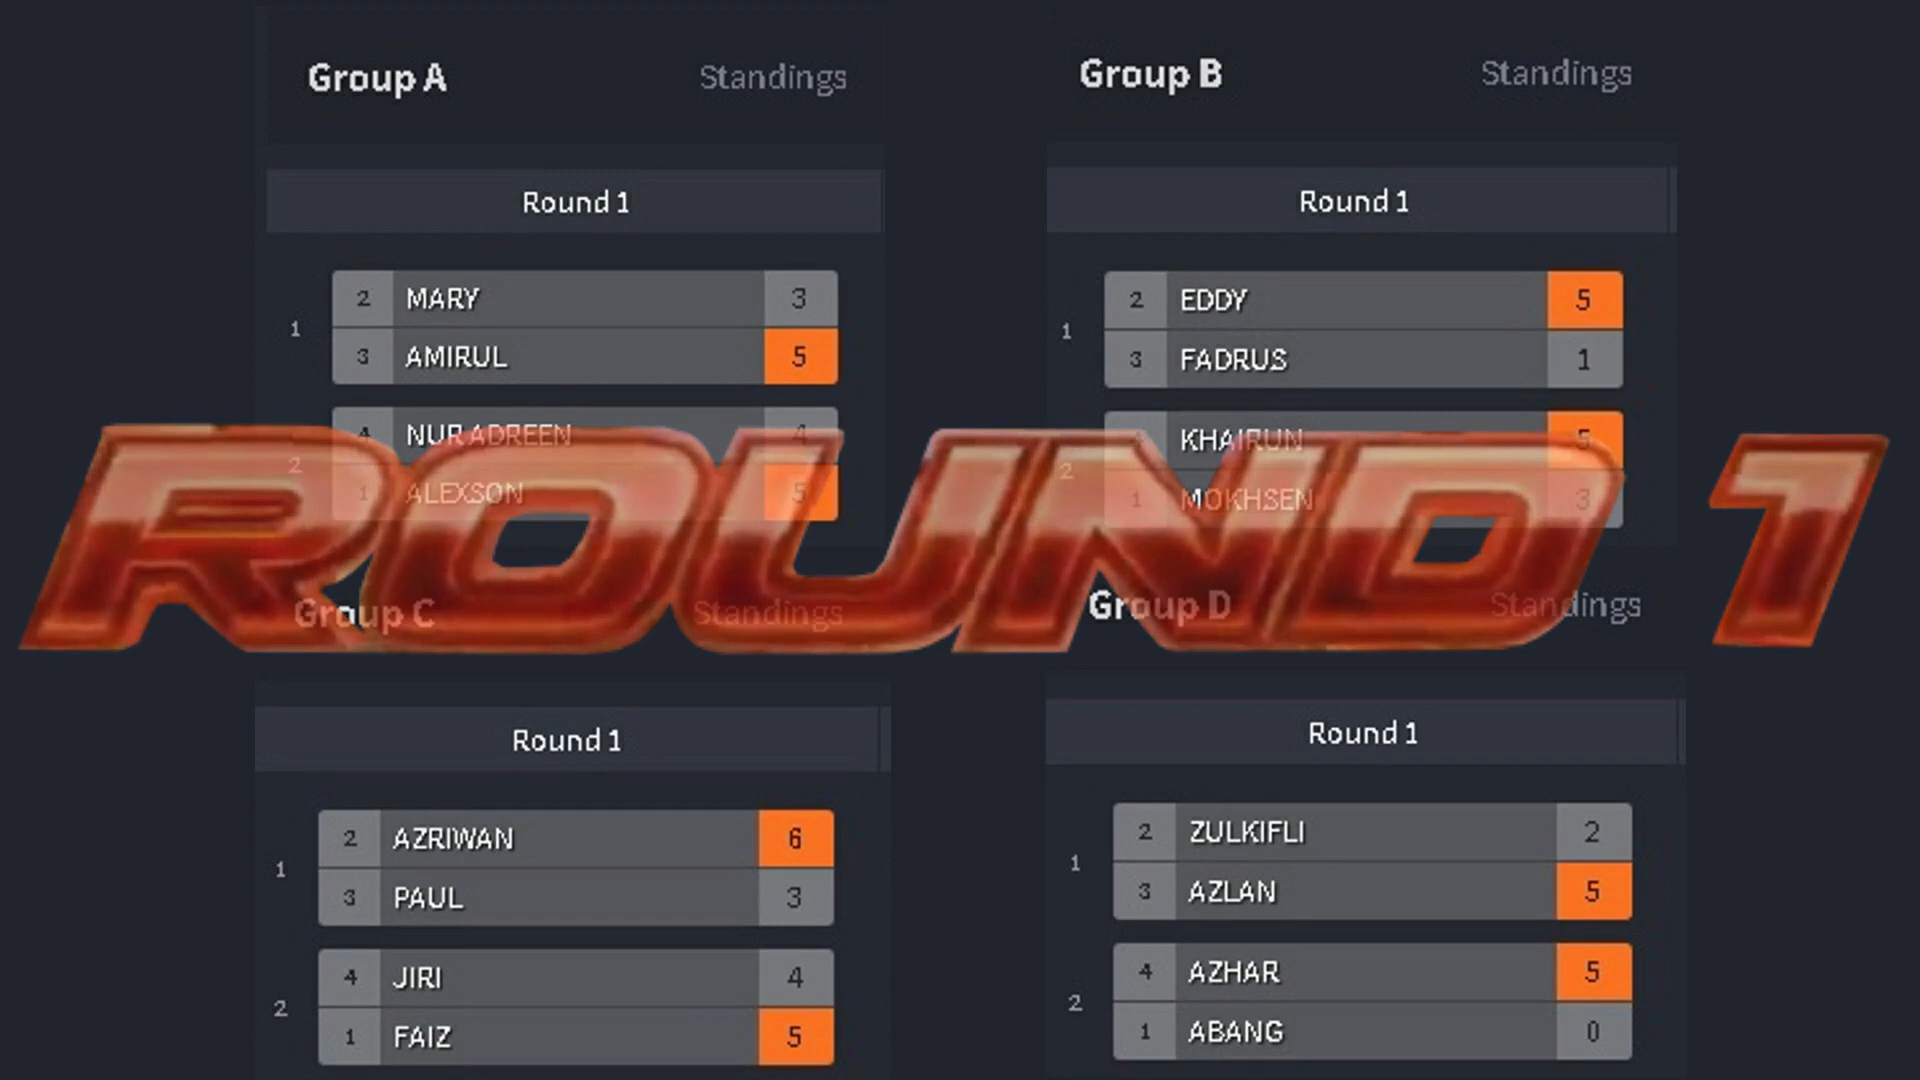 Group A Standings
Round 1
1
2 MARY 3
3 AMIRUL 5
2
4 NUR ADREEN 4
1 ALEXSON 5
Group B Standings
Round 1
1
2 EDDY 5
3 FADRUS 1
2
4 KHAIRUN 5
1 MOKHSEN 3
ROUND 1
Group C Standings
Round 1
1
2 AZRIWAN 6
3 PAUL 3
2
4 JIRI 4
1 FAIZ 5
Group D Standings
Round 1
1
2 ZULKIFLI 2
3 AZLAN 5
2
4 AZHAR 5
1 ABANG 0